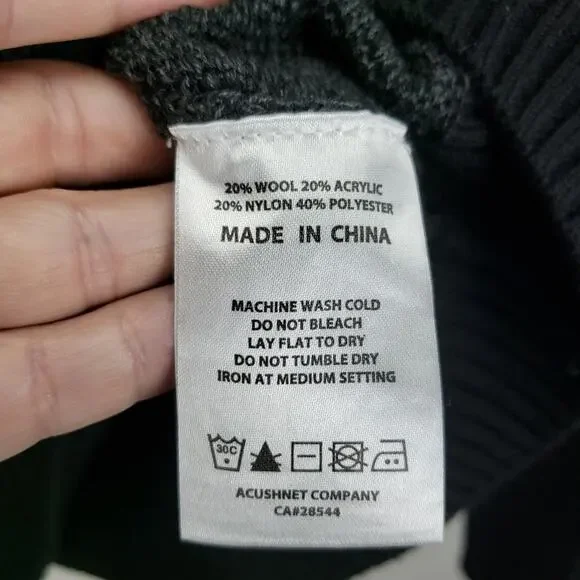 20% WOOL 20% ACRYLIC
20% NYLON 40% POLYESTER
MADE IN CHINA
MACHINE WASH COLD
DO NOT BLEACH
LAY FLAT TO DRY
DO NOT TUMBLE DRY
IRON AT MEDIUM SETTING
30C
ACUSHNET COMPANY
CA#28544